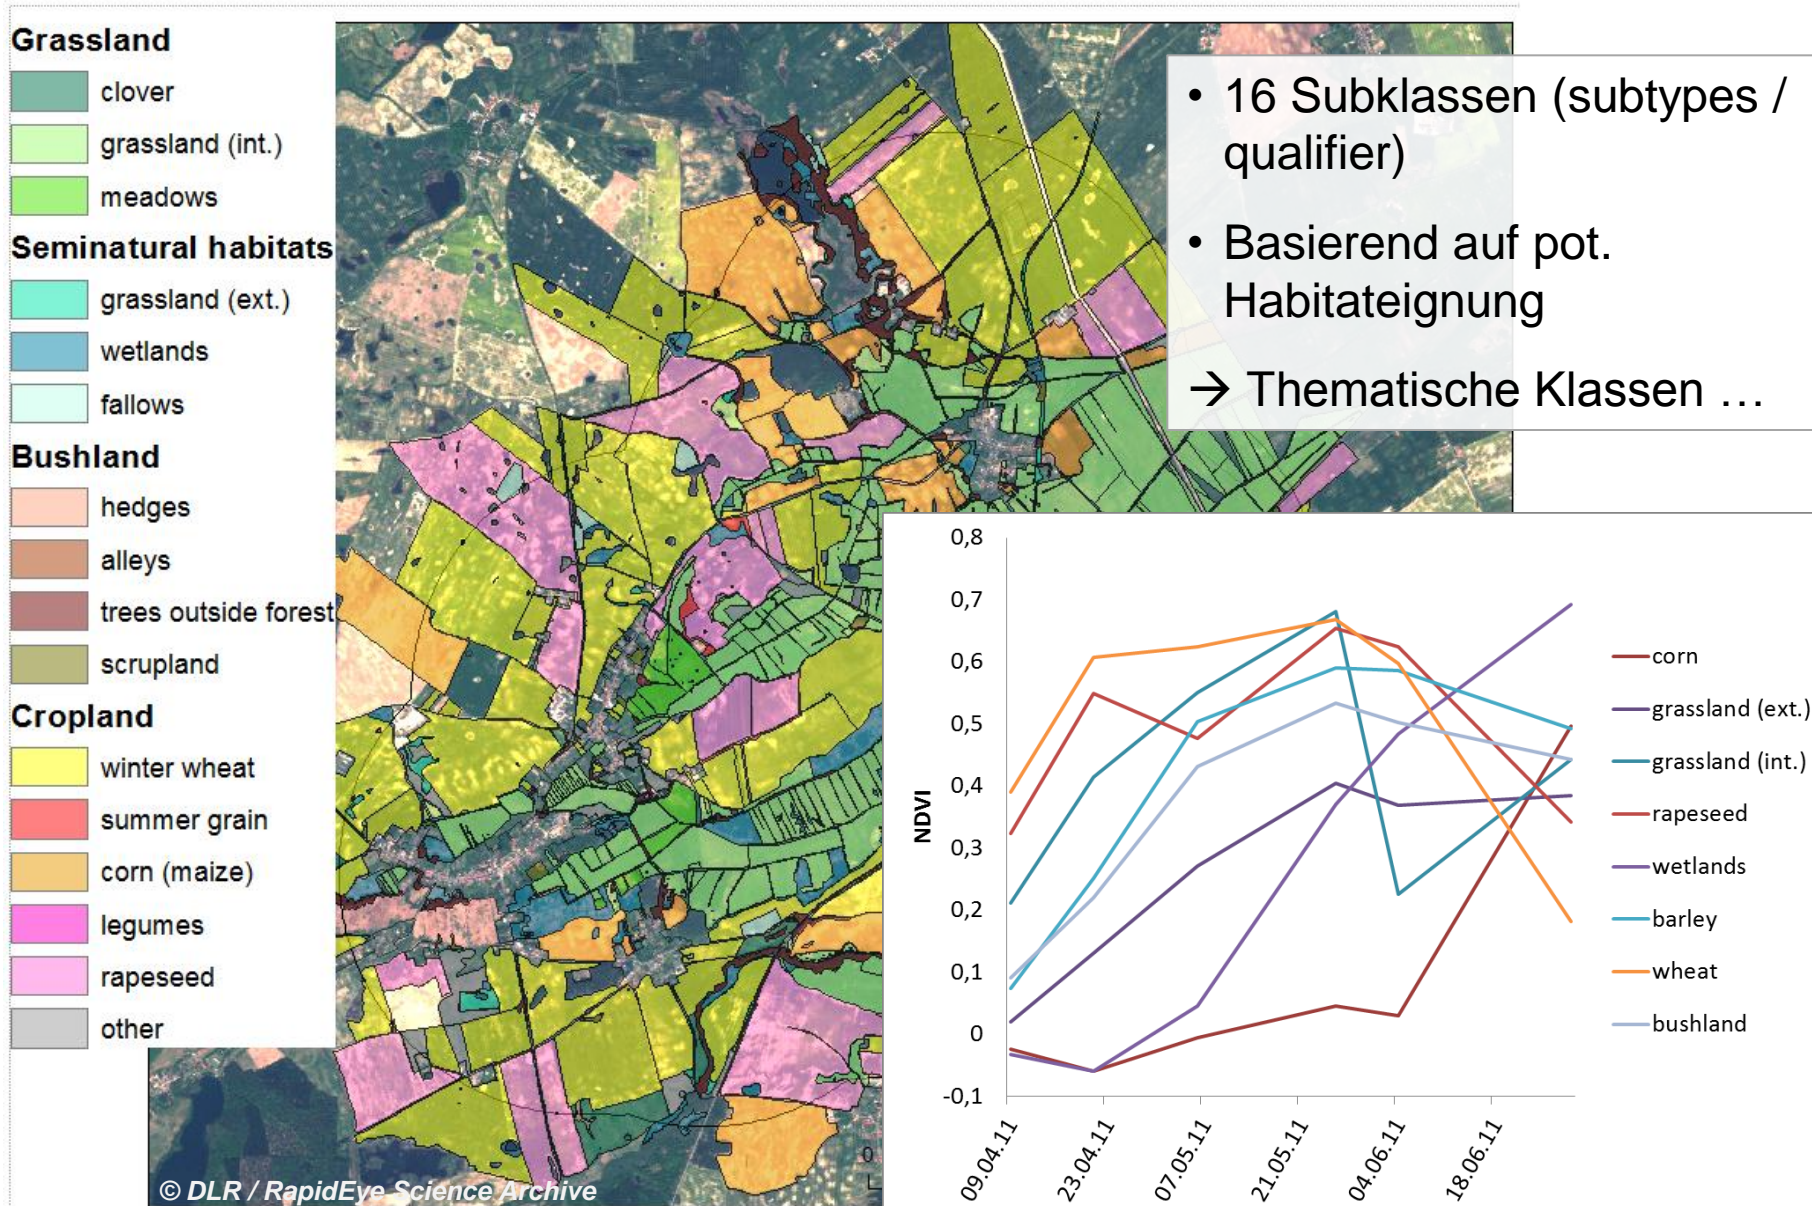 Grassland
clover
grassland (int.)
meadows
Seminatural habitats
grassland (ext.)
wetlands
fallows
Bushland
hedges
alleys
trees outside forest
scrupland
Cropland
winter wheat
summer grain
corn (maize)
legumes
rapeseed
other
• 16 Subklassen (subtypes /
qualifier)
• Basierend auf pot.
Habitateignung
→ Thematische Klassen …
0,8
0,7
0,6
0,5
0,4
0,3
0,2
0,1
0
-0,1
NDVI
09.04.11
23.04.11
07.05.11
21.05.11
04.06.11
18.06.11
corn
grassland (ext.)
grassland (int.)
rapeseed
wetlands
barley
wheat
bushland
0
© DLR / RapidEye Science Archive